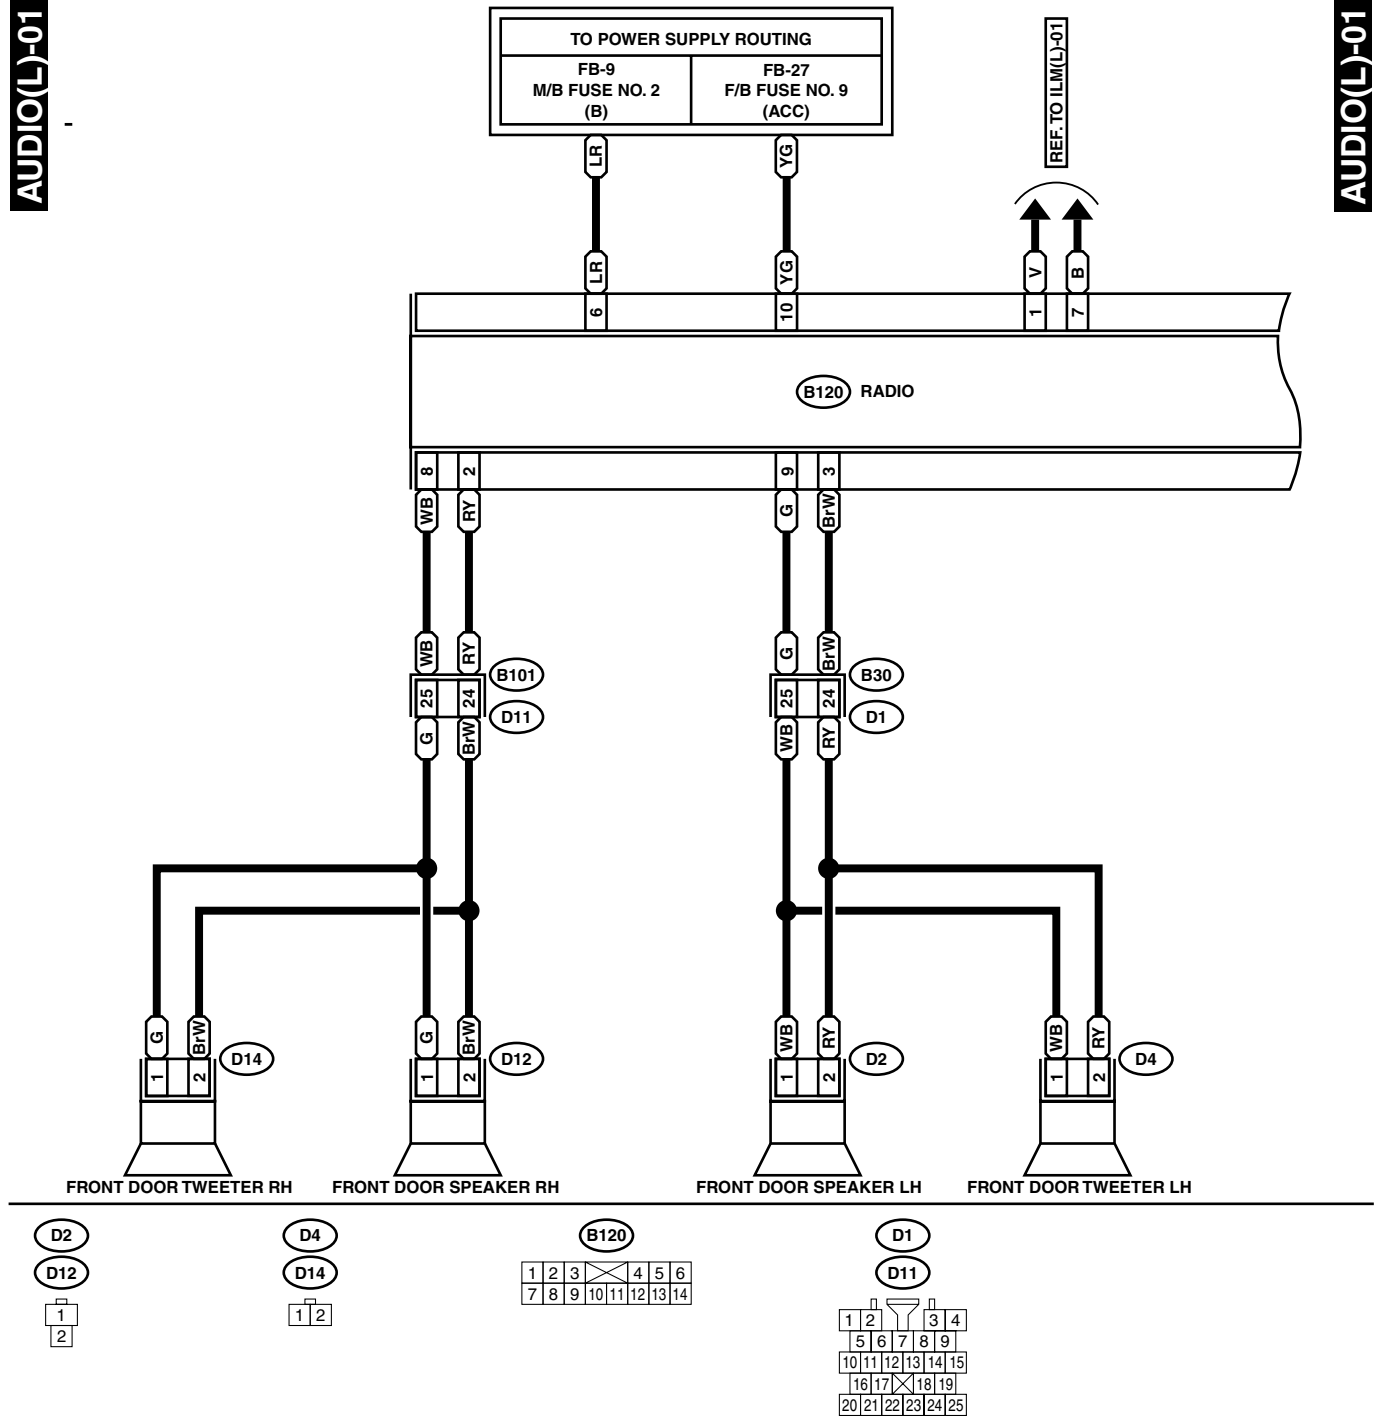 AUDIO(L)-01
AUDIO(L)-01
-
TO POWER SUPPLY ROUTING
FB-9
M/B FUSE NO. 2
(B)
FB-27
F/B FUSE NO. 9
(ACC)
REF. TO ILM(L)-01
LR
YG
LR
YG
V
B
6
10
1
7
B120 RADIO
8
2
9
3
WB
RY
G
BrW
WB
RY
G
BrW
B101
B30
25
24
25
24
D11
D1
G
BrW
WB
RY
G
BrW
G
BrW
WB
RY
WB
RY
D14
D12
D2
D4
1
2
1
2
1
2
1
2
FRONT DOOR TWEETER RH
FRONT DOOR SPEAKER RH
FRONT DOOR SPEAKER LH
FRONT DOOR TWEETER LH
D2
D12
1
2
D4
D14
1 2
B120
1 2 3 4 5 6
7 8 9 10 11 12 13 14
D1
D11
1 2 3 4
5 6 7 8 9
10 11 12 13 14 15
16 17 18 19
20 21 22 23 24 25